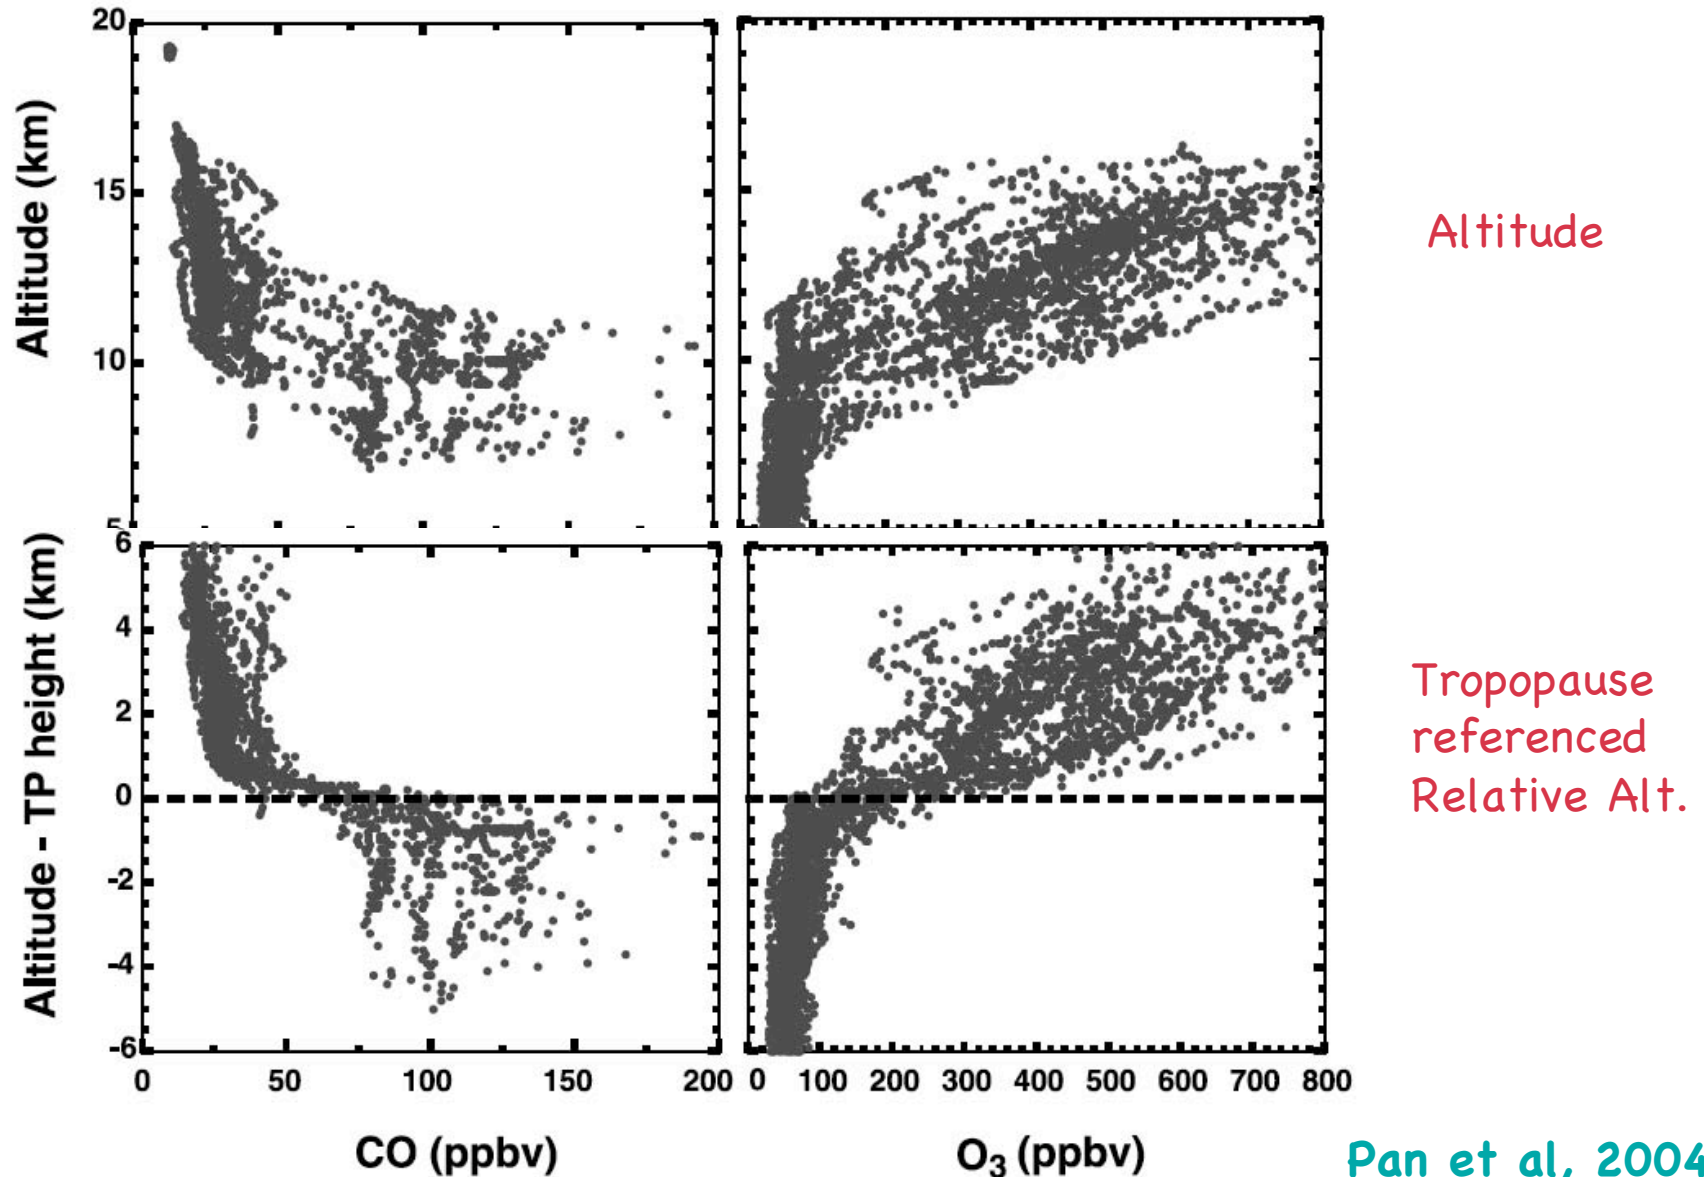 20
15
10
5
Altitude (km)
Altitude
6
4
2
0
-2
-4
-6
Altitude - TP height (km)
Tropopause
referenced
Relative Alt.
0 50 100 150 200
0 100 200 300 400 500 600 700 800
CO (ppbv)
O₃ (ppbv)
Pan et al, 2004